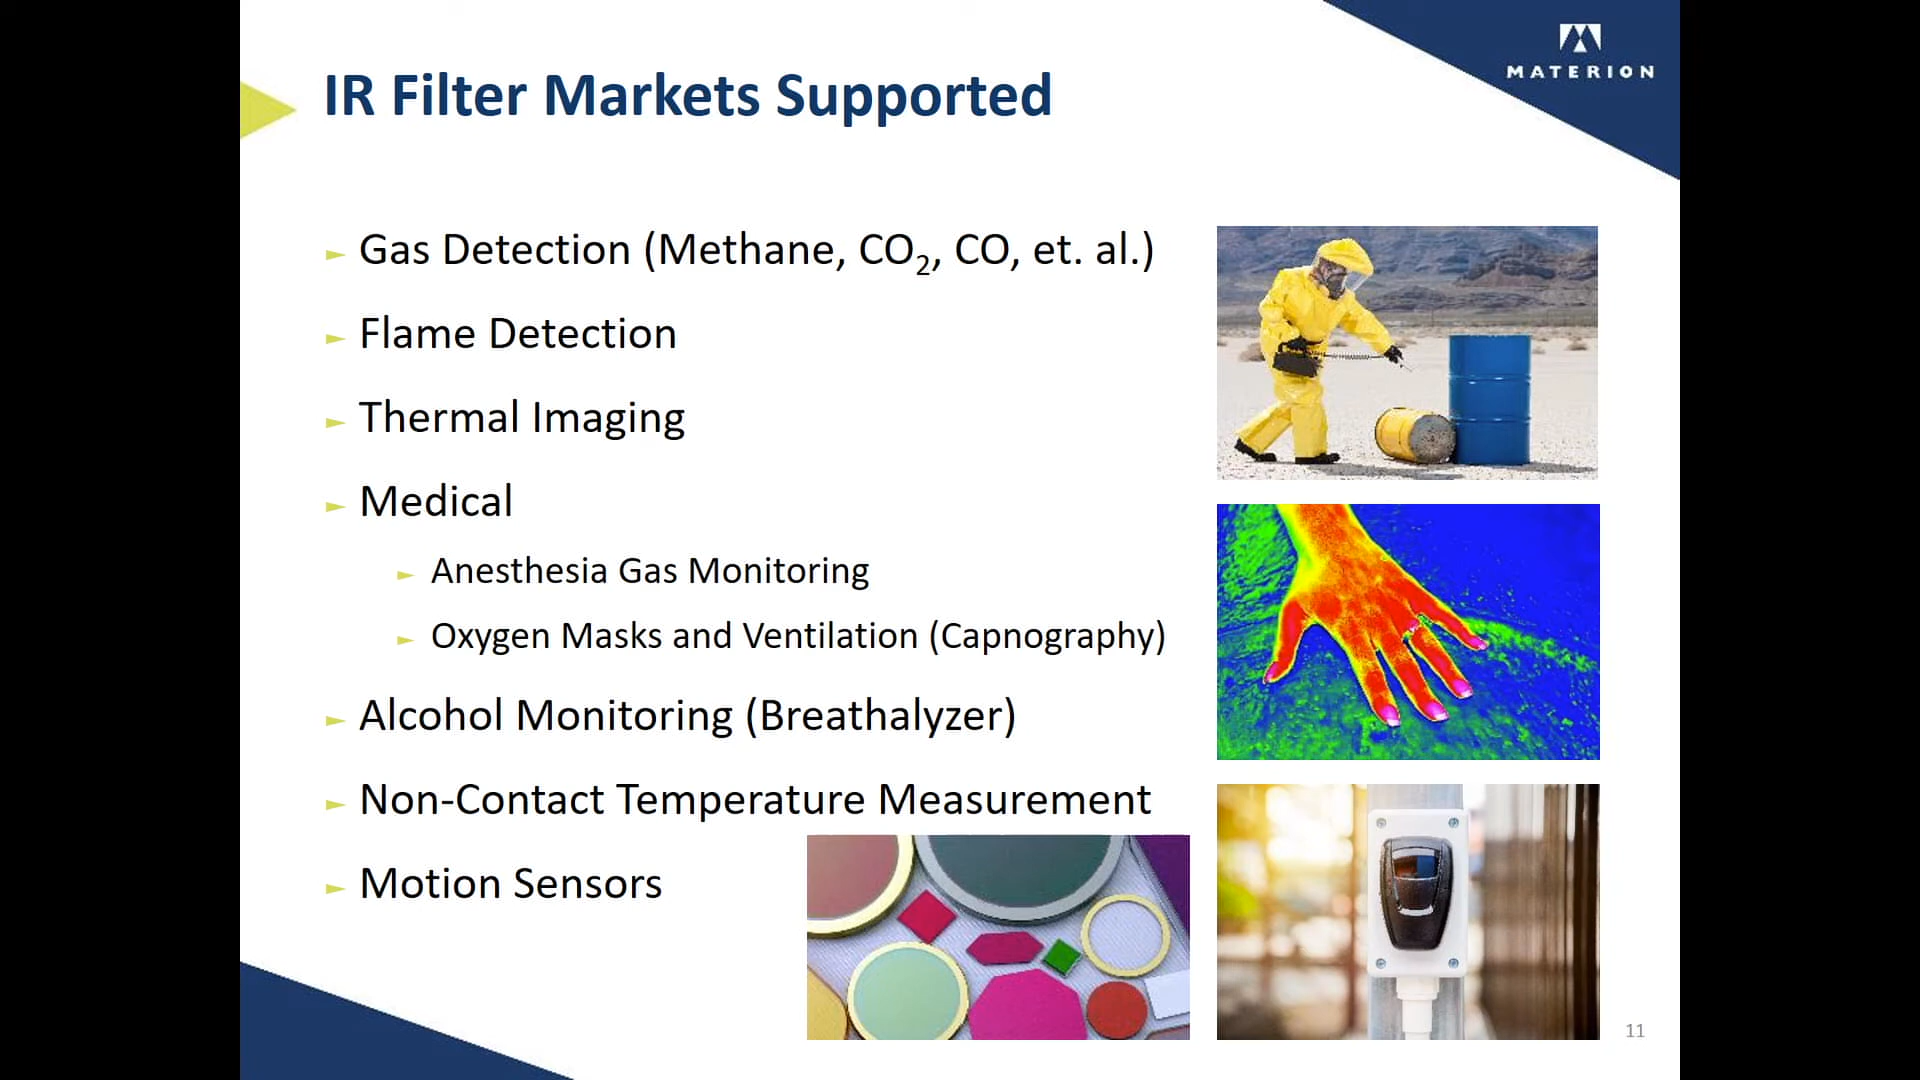 MATERION
IR Filter Markets Supported
Gas Detection (Methane, CO₂, CO, et. al.)
Flame Detection
Thermal Imaging
Medical
Anesthesia Gas Monitoring
Oxygen Masks and Ventilation (Capnography)
Alcohol Monitoring (Breathalyzer)
Non-Contact Temperature Measurement
Motion Sensors
11